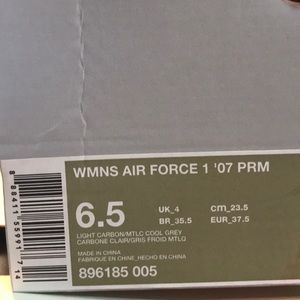 WMNS AIR FORCE 1 '07 PRM
6.5
UK_4
cm_23.5
BR_35.5
EUR_37.5
LIGHT CARBON/MTLC COOL GREY
CARBONE CLAIR/GRIS FROID MTLQ
MADE IN CHINA
FABRIQUE EN CHINE_HECHO EN CHINA
896185 005